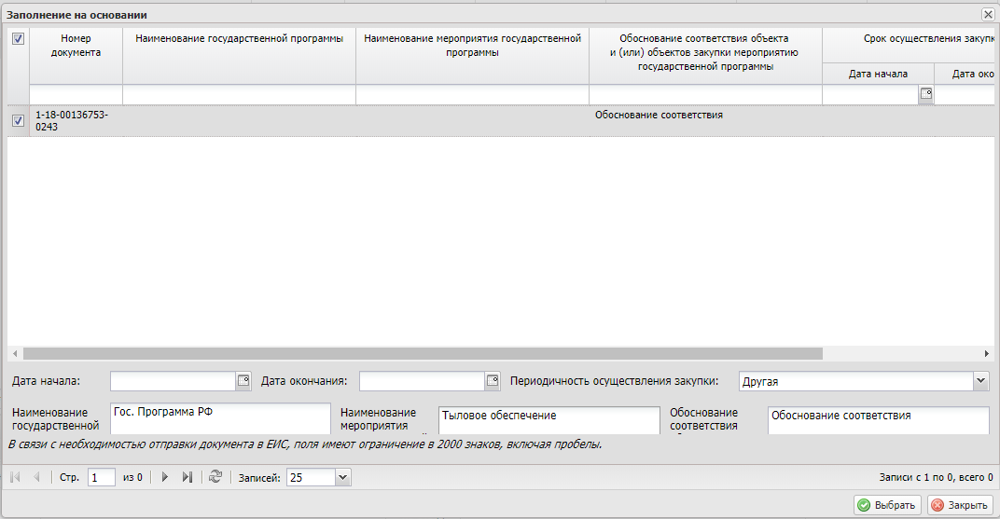 Заполнение на основании
Номер документа
Наименование государственной программы
Наименование мероприятия государственной программы
Обоснование соответствия объекта и (или) объектов закупки мероприятию государственной программы
Срок осуществления закупк
Дата начала
Дата око
1-18-00136753-
0243
Обоснование соответствия
Дата начала:
Дата окончания:
Периодичность осуществления закупки: Другая
Наименование государственной
Гос. Программа РФ
Наименование мероприятия
Тыловое обеспечение
Обоснование соответствия
Обоснование соответствия
В связи с необходимостью отправки документа в ЕИС, поля имеют ограничение в 2000 знаков, включая пробелы.
Стр. 1 из 0 Записей: 25 Записи с 1 по 0, всего 0
Выбрать Закрыть